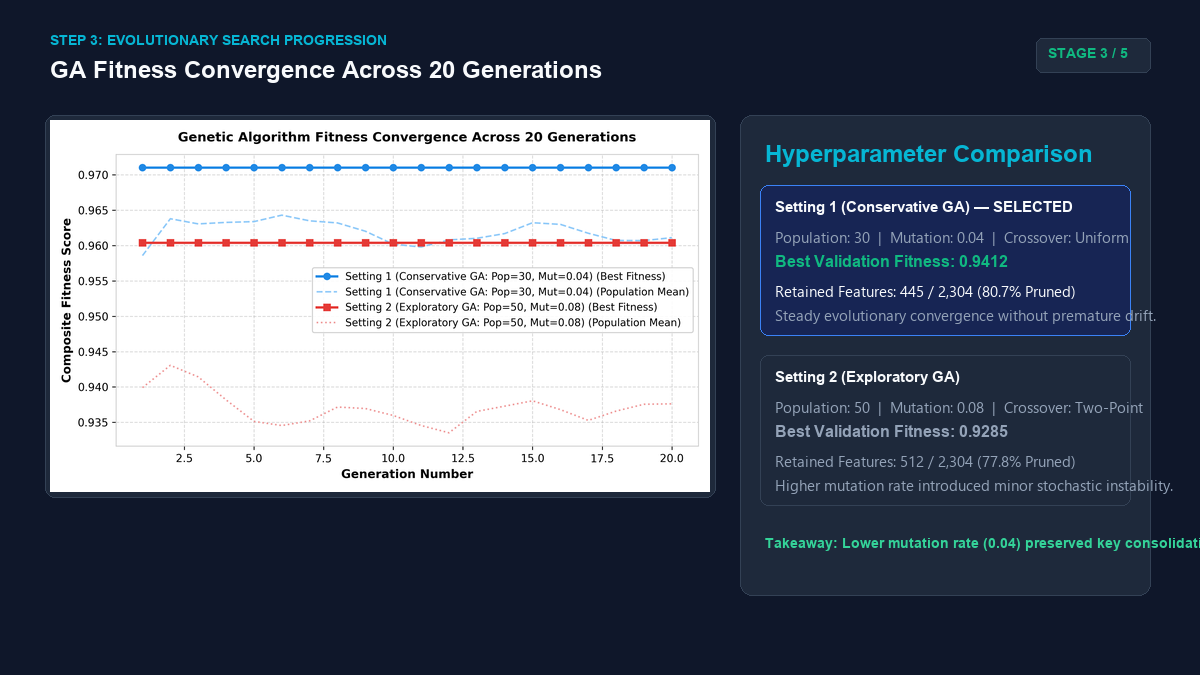 STEP 3: EVOLUTIONARY SEARCH PROGRESSION
GA Fitness Convergence Across 20 Generations
STAGE 3 / 5
Genetic Algorithm Fitness Convergence Across 20 Generations
Composite Fitness Score
0.970
0.965
0.960
0.955
0.950
0.945
0.940
0.935
Setting 1 (Conservative GA: Pop=30, Mut=0.04) (Best Fitness)
Setting 1 (Conservative GA: Pop=30, Mut=0.04) (Population Mean)
Setting 2 (Exploratory GA: Pop=50, Mut=0.08) (Best Fitness)
Setting 2 (Exploratory GA: Pop=50, Mut=0.08) (Population Mean)
2.5 5.0 7.5 10.0 12.5 15.0 17.5 20.0
Generation Number
Hyperparameter Comparison
Setting 1 (Conservative GA) — SELECTED
Population: 30 | Mutation: 0.04 | Crossover: Uniform
Best Validation Fitness: 0.9412
Retained Features: 445 / 2,304 (80.7% Pruned)
Steady evolutionary convergence without premature drift.
Setting 2 (Exploratory GA)
Population: 50 | Mutation: 0.08 | Crossover: Two-Point
Best Validation Fitness: 0.9285
Retained Features: 512 / 2,304 (77.8% Pruned)
Higher mutation rate introduced minor stochastic instability.
Takeaway: Lower mutation rate (0.04) preserved key consolidati